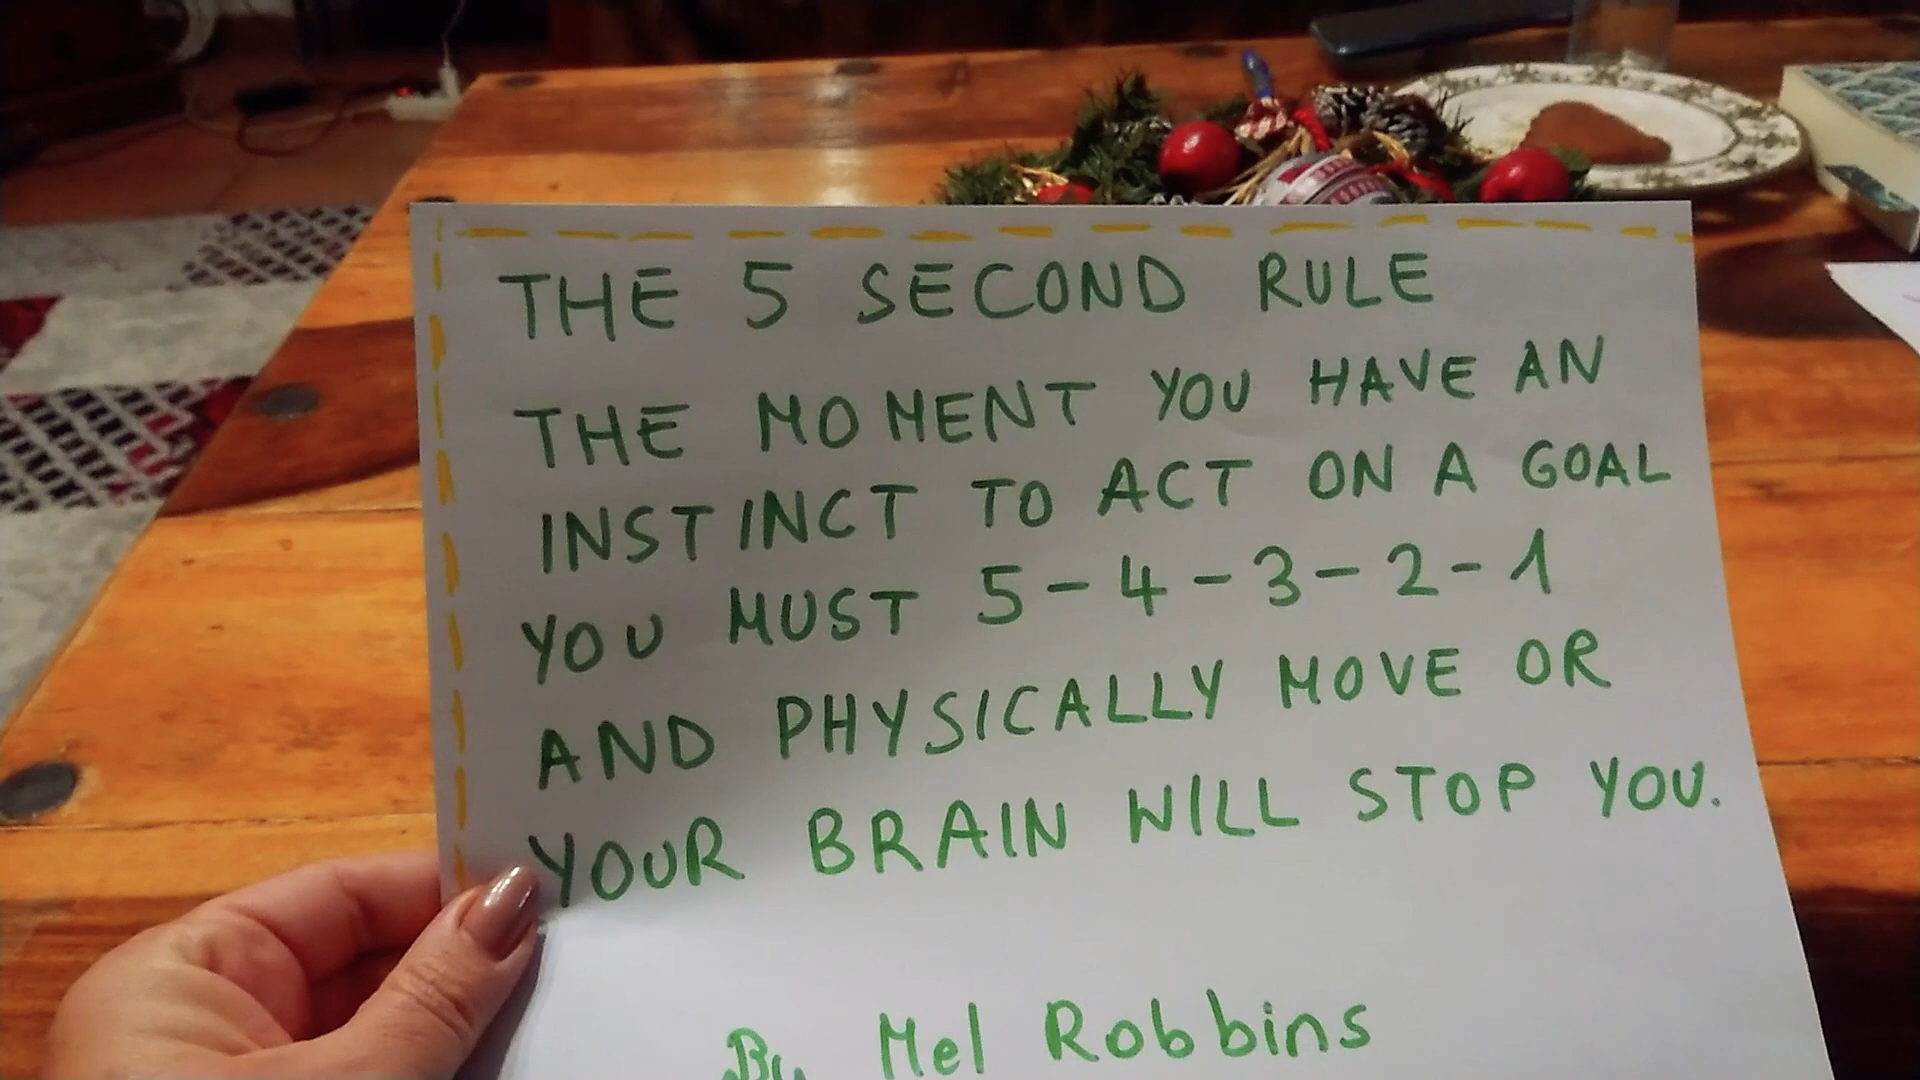 THE 5 SECOND RULE
THE MOMENT YOU HAVE AN
INSTINCT TO ACT ON A GOAL
YOU MUST 5-4-3-2-1
AND PHYSICALLY MOVE OR
YOUR BRAIN WILL STOP YOU.
By Mel Robbins